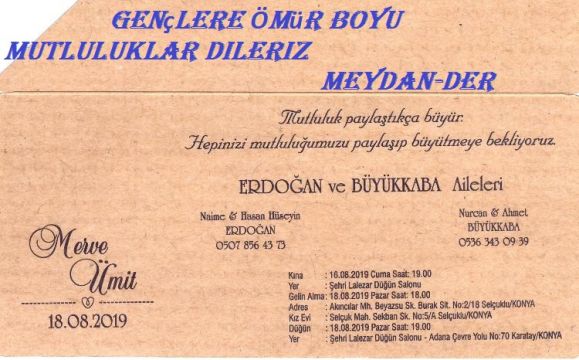 GENÇLERE ÖMÜR BOYU
MUTLULUKLAR DILERIZ
MEYDAN-DER
Mutluluk paylaştıkça büyür.
Hepinizi mutluluğumuzu paylaşıp büyütmeye bekliyoruz.
ERDOĞAN ve BÜYÜKKABA Aileleri
Naime & Hasan Hüseyin
ERDOĞAN
0507 856 43 73
Nurcan & Ahmet
BÜYÜKKABA
0536 343 09 39
Merve
Ümit
18.08.2019
Kına : 16.08.2019 Cuma Saat: 19.00
Yer : Şehri Lalezar Düğün Salonu
Gelin Alma : 18.08.2019 Pazar Saat: 18.00
Adres : Akıncılar Mh. Beyazsu Sk. Burak Sit. No:2/18 Selçuklu/KONYA
Kız Evi : Selçuk Mah. Sekban Sk. No:5/A Selçuklu/KONYA
Düğün : 18.08.2019 Pazar Saat: 19.00
Yer : Şehri Lalezar Düğün Salonu - Adana Çevre Yolu No:70 Karatay/KONYA